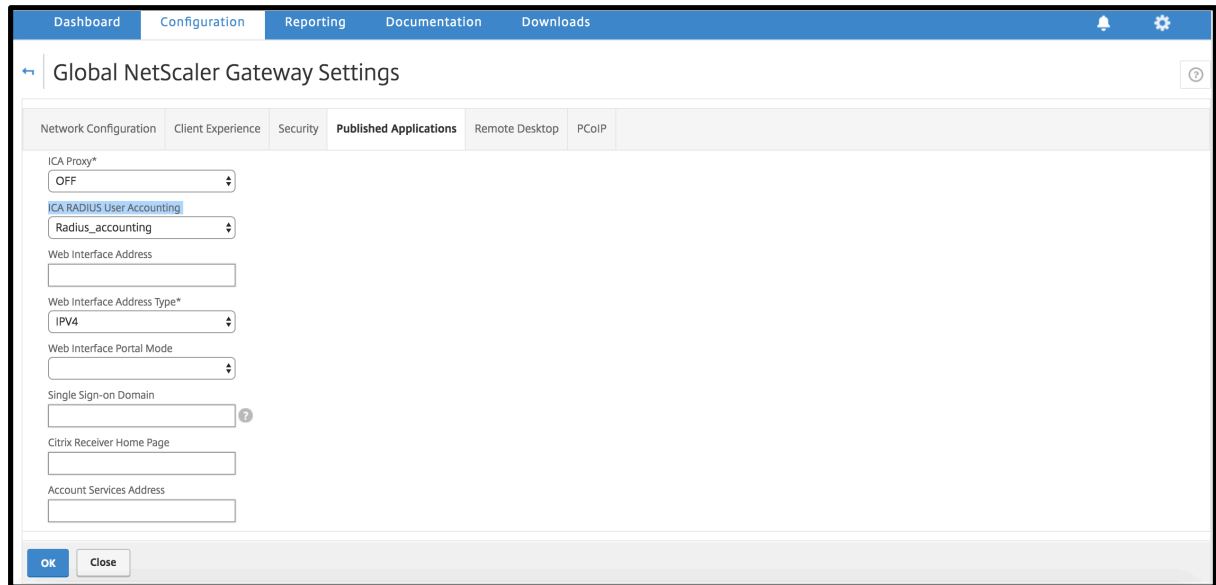 Dashboard Configuration Reporting Documentation Downloads
Global NetScaler Gateway Settings
?
Network Configuration Client Experience Security Published Applications Remote Desktop PCoIP
ICA Proxy*
OFF
ICA RADIUS User Accounting
Radius_accounting
Web Interface Address
Web Interface Address Type*
IPV4
Web Interface Portal Mode
Single Sign-on Domain
?
Citrix Receiver Home Page
Account Services Address
OK Close